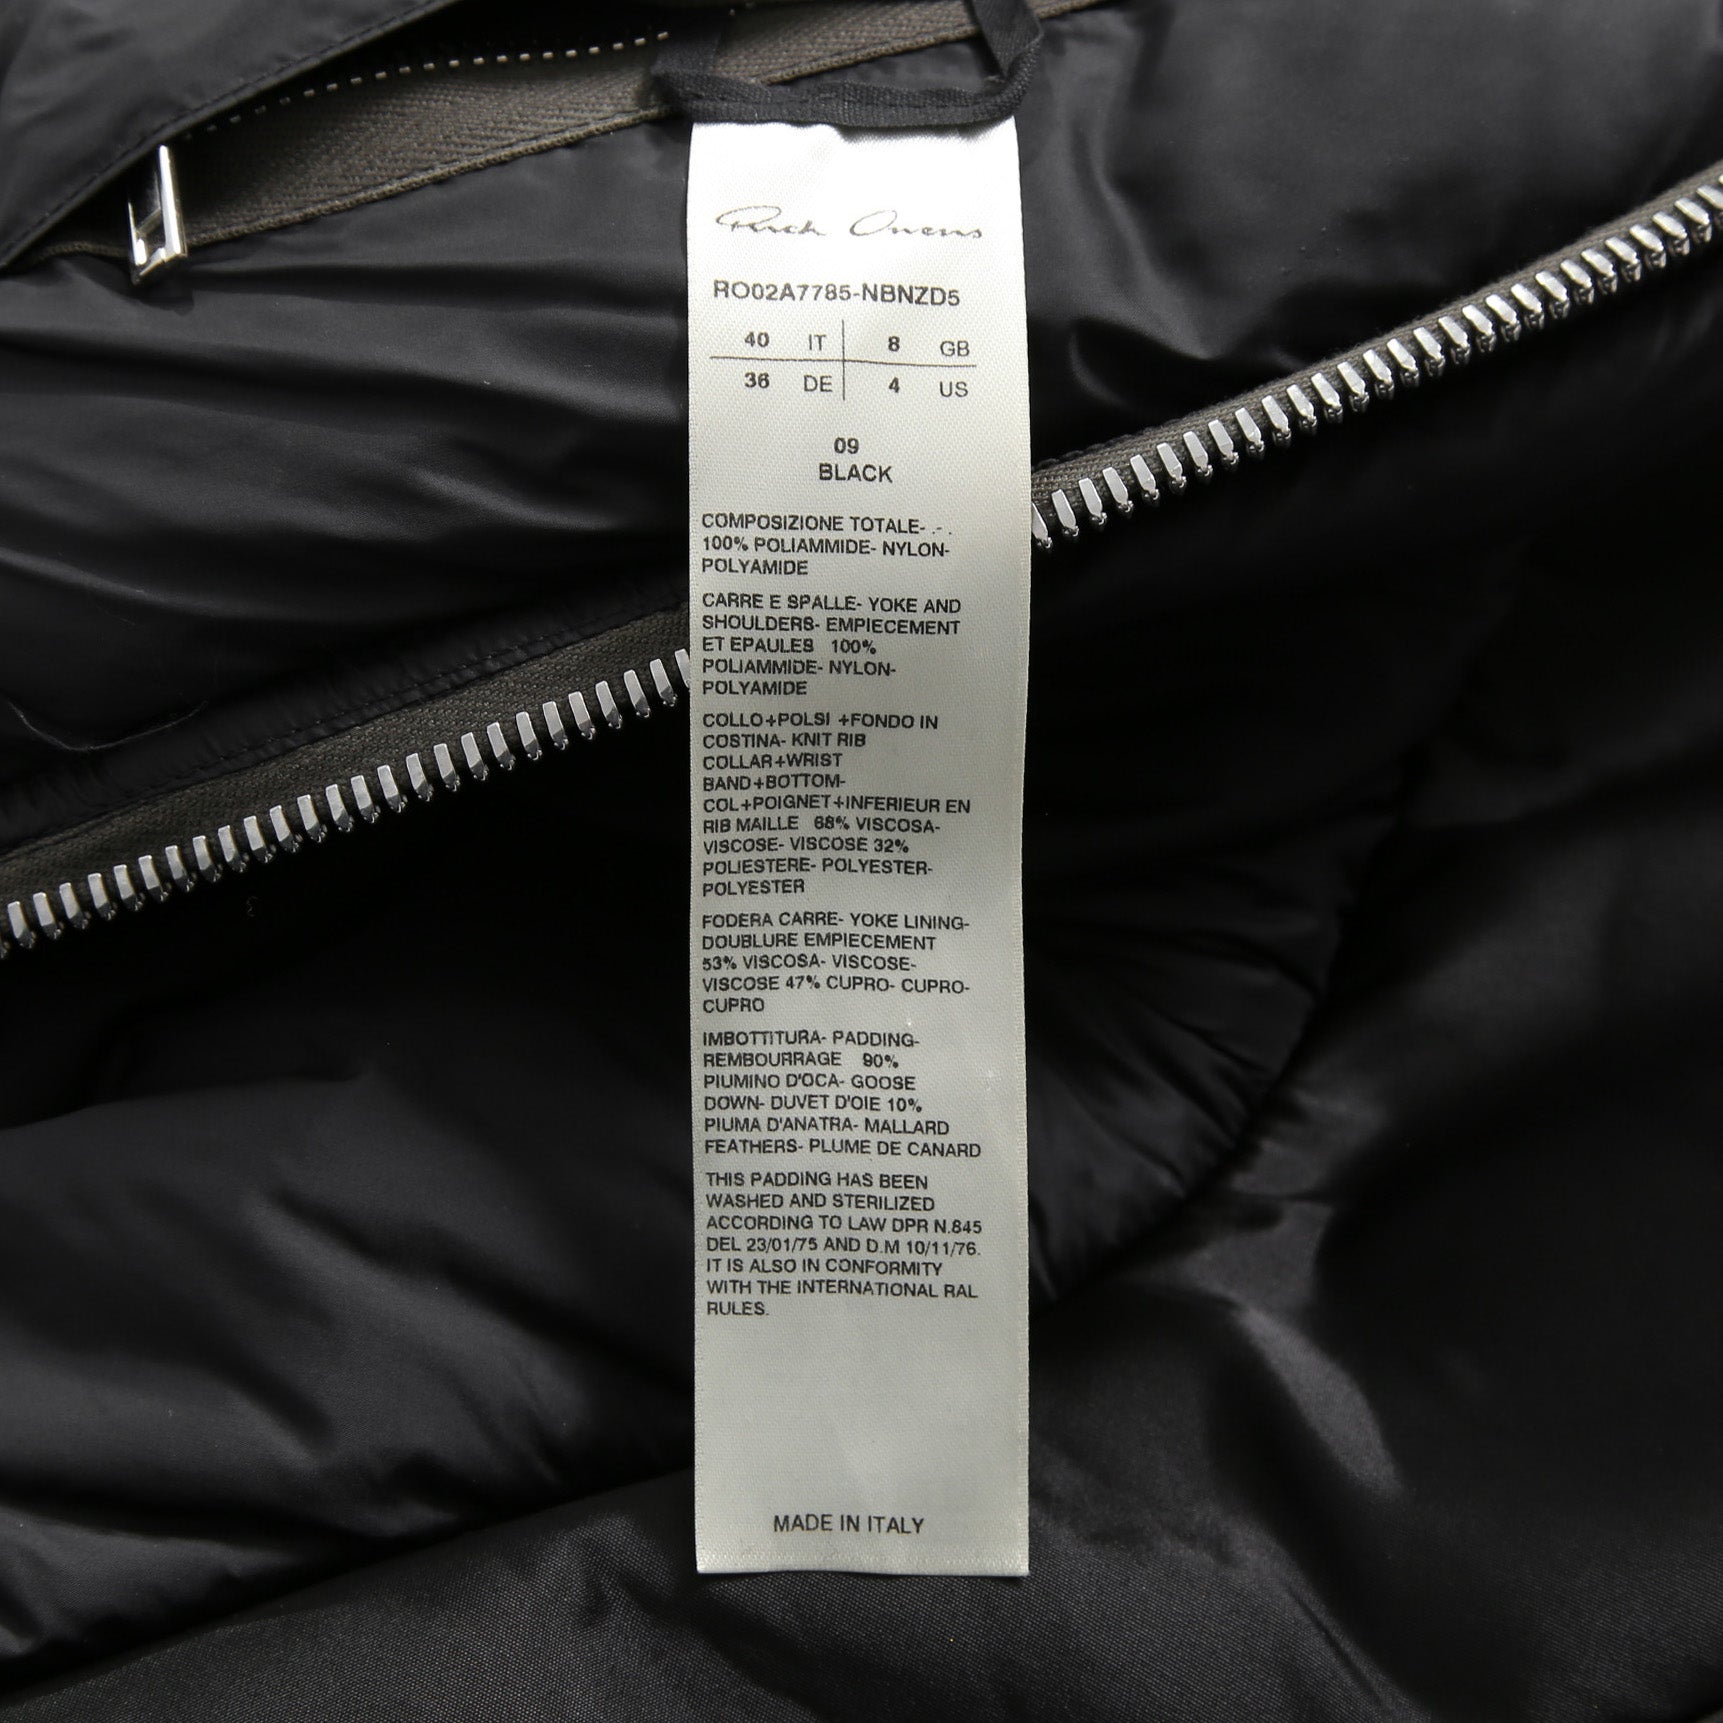 Rick Owens
RO02A7785-NBNZD5
40 IT 8 GB
36 DE 4 US
09
BLACK
COMPOSIZIONE TOTALE- - .
100% POLIAMMIDE- NYLON-
POLYAMIDE
CARRE E SPALLE- YOKE AND
SHOULDERS- EMPIECEMENT
ET EPAULES 100%
POLIAMMIDE- NYLON-
POLYAMIDE
COLLO+POLSI +FONDO IN
COSTINA- KNIT RIB
COLLAR+WRIST
BAND+BOTTOM-
COL+POIGNET+INFERIEUR EN
RIB MAILLE 68% VISCOSA-
VISCOSE- VISCOSE 32%
POLIESTERE- POLYESTER-
POLYESTER
FODERA CARRE- YOKE LINING-
DOUBLURE EMPIECEMENT
53% VISCOSA- VISCOSE-
VISCOSE 47% CUPRO- CUPRO-
CUPRO
IMBOTTITURA- PADDING-
REMBOURRAGE 90%
PIUMINO D'OCA- GOOSE
DOWN- DUVET D'OIE 10%
PIUMA D'ANATRA- MALLARD
FEATHERS- PLUME DE CANARD
THIS PADDING HAS BEEN
WASHED AND STERILIZED
ACCORDING TO LAW DPR N.845
DEL 23/01/75 AND D.M 10/11/76.
IT IS ALSO IN CONFORMITY
WITH THE INTERNATIONAL RAL
RULES.
MADE IN ITALY